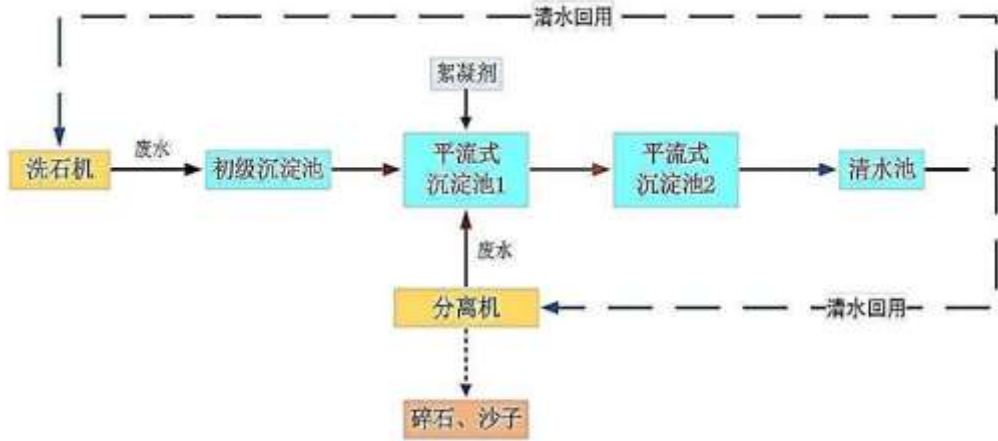 清水回用
絮凝剂
洗石机
废水
初级沉淀池
平流式
沉淀池1
平流式
沉淀池2
清水池
废水
分离机
清水回用
碎石、沙子